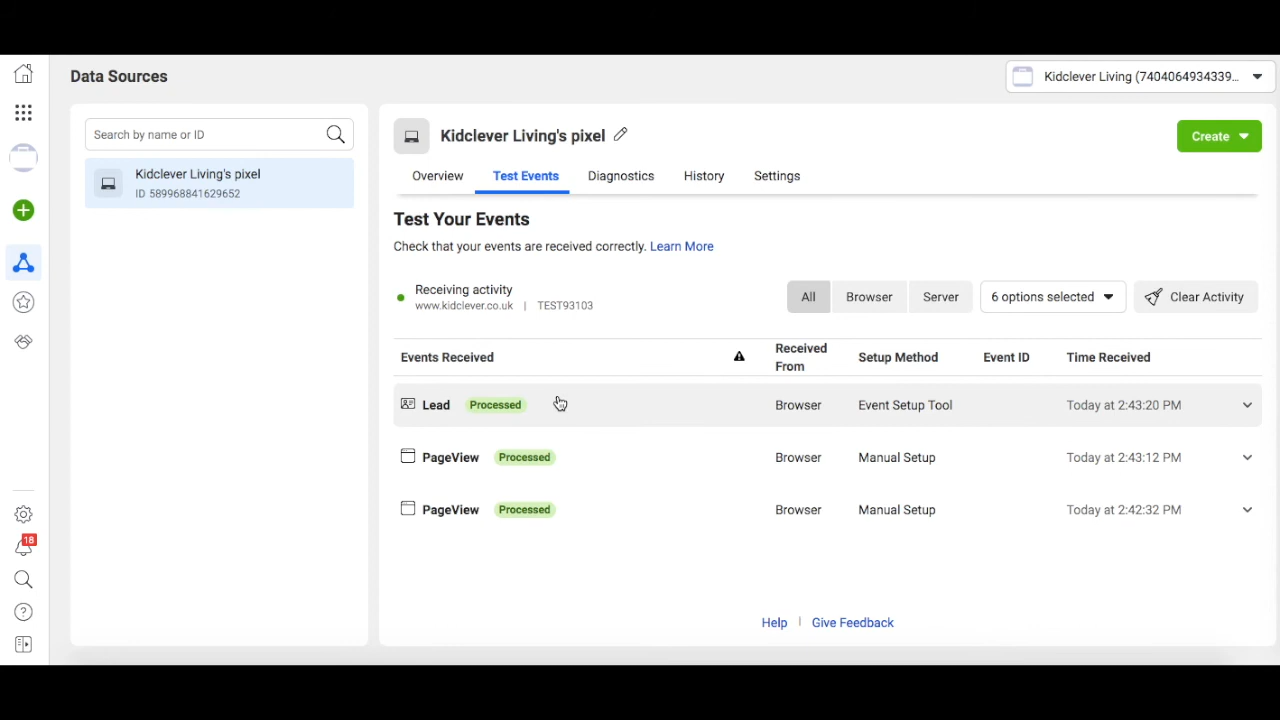 Data Sources
Kidclever Living (7404064934339...
Search by name or ID
Kidclever Living's pixel
ID 589968841629652
Kidclever Living's pixel
Create
Overview
Test Events
Diagnostics
History
Settings
Test Your Events
Check that your events are received correctly. Learn More
Receiving activity
www.kidclever.co.uk | TEST93103
All
Browser
Server
6 options selected
Clear Activity
Events Received
Received From
Setup Method
Event ID
Time Received
Lead Processed Browser Event Setup Tool Today at 2:43:20 PM
PageView Processed Browser Manual Setup Today at 2:43:12 PM
PageView Processed Browser Manual Setup Today at 2:42:32 PM
18
Help | Give Feedback